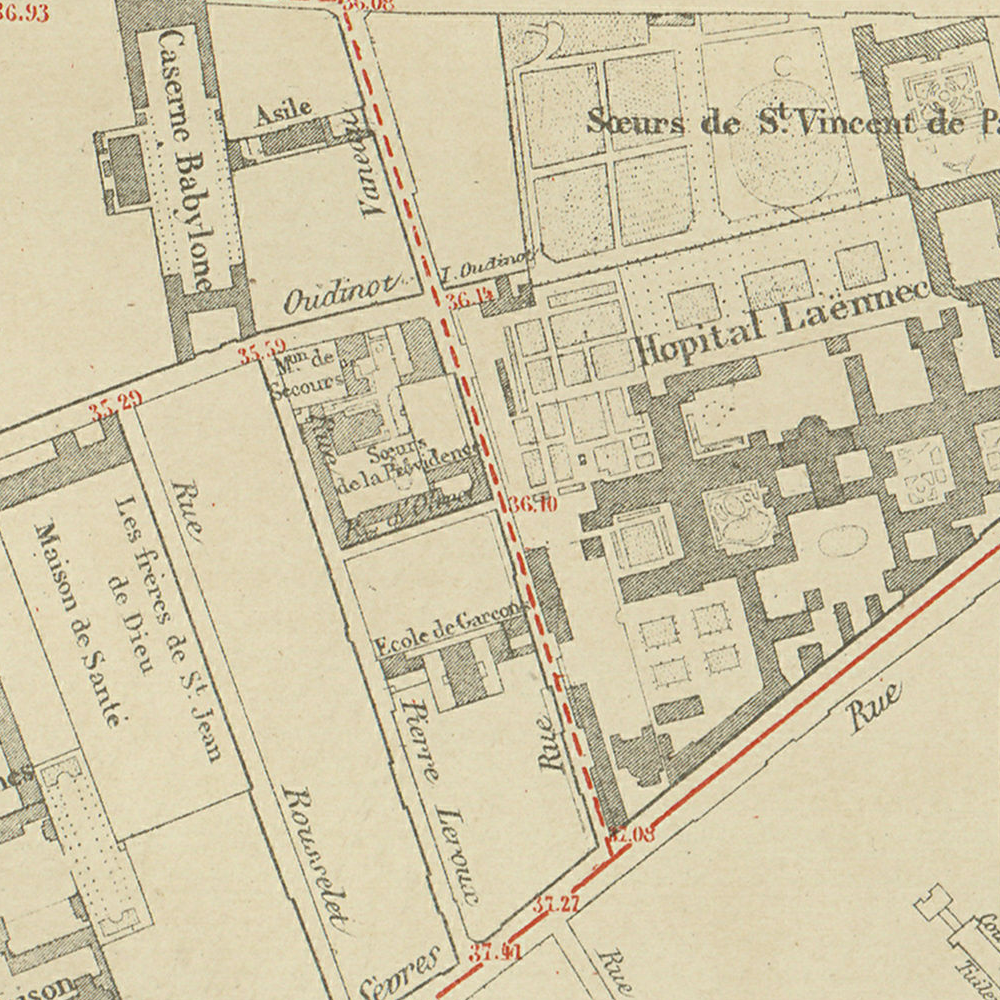 36.93
36.08
Caserne Babylone
Asile
Vaneau
Sœurs de St. Vincent de P
Oudinot
I. Oudinot
36.14
Hopital Laënnec
35.59
35.29
Mon. de
Secours
Rue
Sœurs
de la Providence
36.10
Rue
Les frères de St. Jean
de Dieu
Maison de Santé
Ecole de Garçons
Pierre Leroux
Rue
Rue
Rousselet
37.08
37.27
37.41
Sèvres
Rue